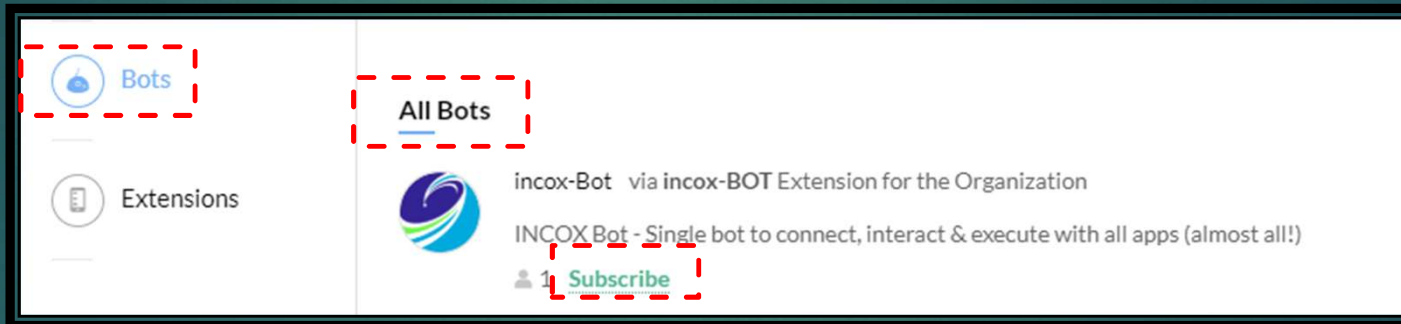 Bots
All Bots
incox-Bot via incox-BOT Extension for the Organization
Extensions
INCOX Bot - Single bot to connect, interact & execute with all apps (almost all!)
1 Subscribe